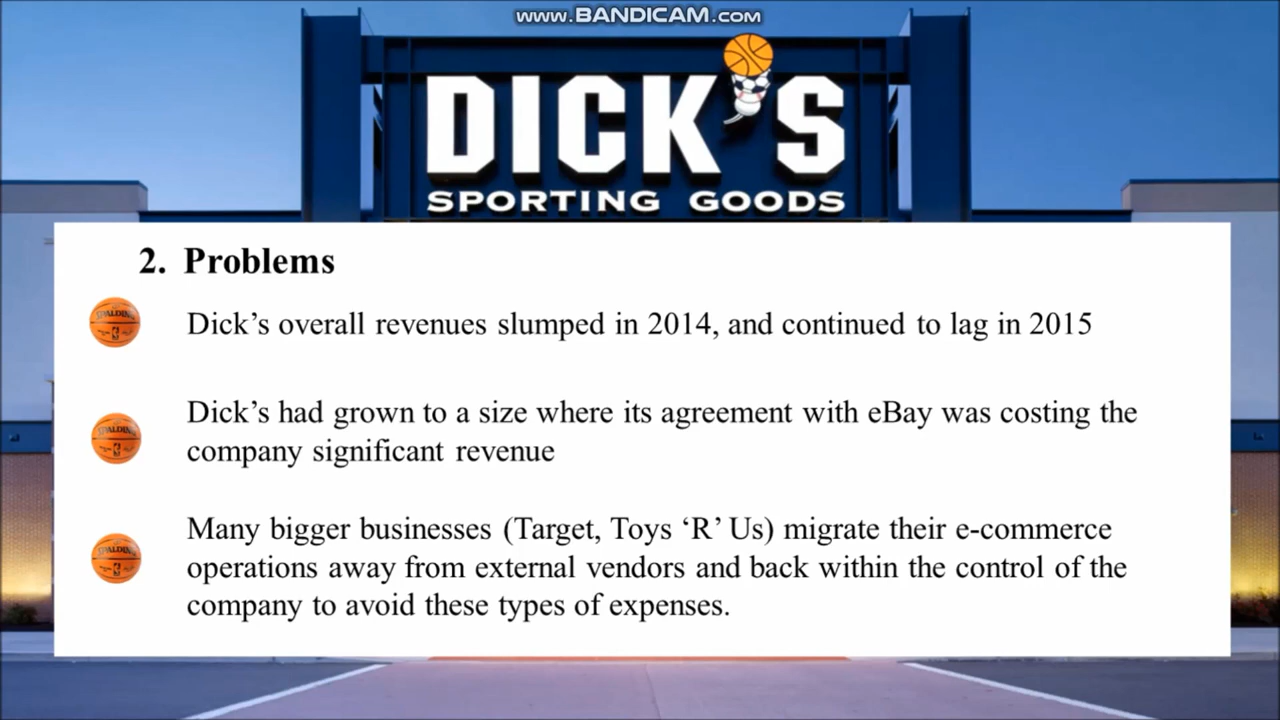 www.BANDICAM.com
DICK'S
SPORTING GOODS
2. Problems
SPALDING
Dick’s overall revenues slumped in 2014, and continued to lag in 2015
SPALDING
Dick’s had grown to a size where its agreement with eBay was costing the
company significant revenue
SPALDING
Many bigger businesses (Target, Toys ‘R’ Us) migrate their e-commerce
operations away from external vendors and back within the control of the
company to avoid these types of expenses.